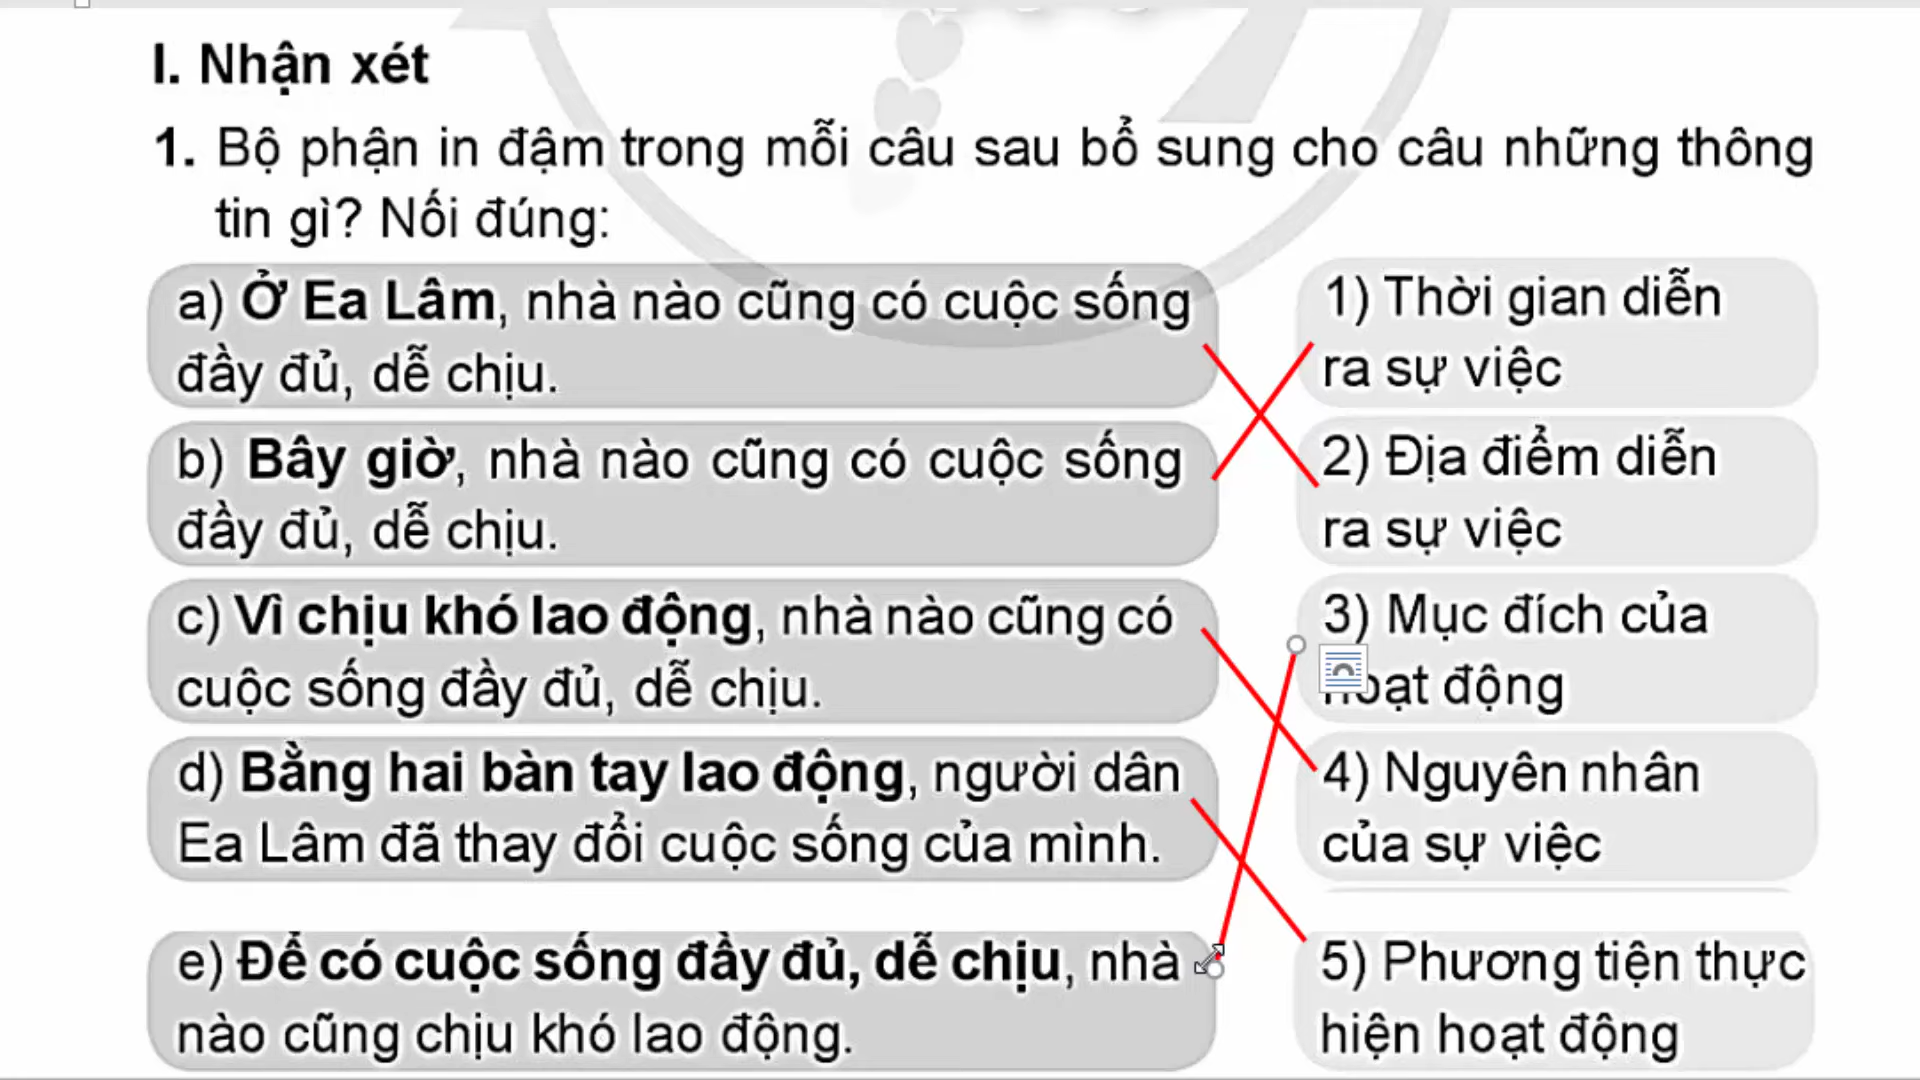 I. Nhận xét
1. Bộ phận in đậm trong mỗi câu sau bổ sung cho câu những thông
tin gì? Nối đúng:
a) Ở Ea Lâm, nhà nào cũng có cuộc sống
đầy đủ, dễ chịu.
1) Thời gian diễn
ra sự việc
b) Bây giờ, nhà nào cũng có cuộc sống
đầy đủ, dễ chịu.
2) Địa điểm diễn
ra sự việc
c) Vì chịu khó lao động, nhà nào cũng có
cuộc sống đầy đủ, dễ chịu.
3) Mục đích của
hoạt động
d) Bằng hai bàn tay lao động, người dân
Ea Lâm đã thay đổi cuộc sống của mình.
4) Nguyên nhân
của sự việc
e) Để có cuộc sống đầy đủ, dễ chịu, nhà
nào cũng chịu khó lao động.
5) Phương tiện thực
hiện hoạt động